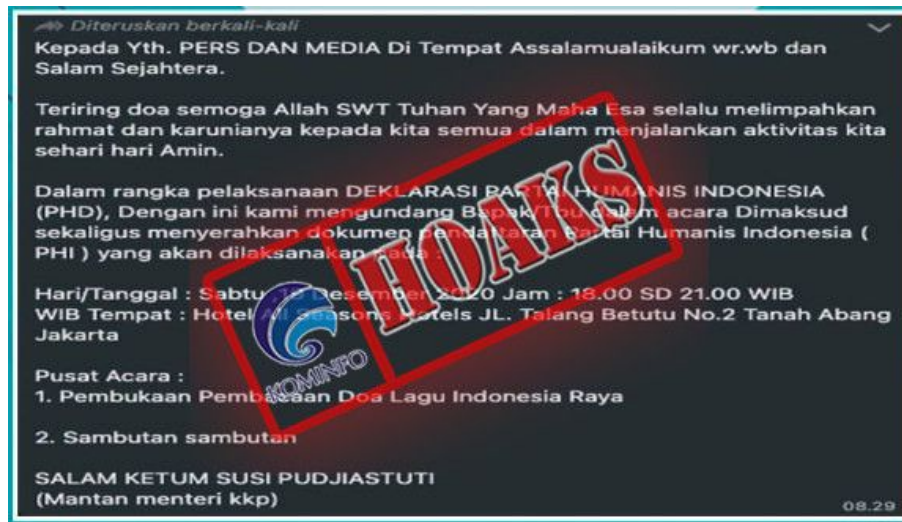 Diteruskan berkali-kali
Kepada Yth. PERS DAN MEDIA Di Tempat Assalamualaikum wr.wb dan
Salam Sejahtera.
Teriring doa semoga Allah SWT Tuhan Yang Maha Esa selalu melimpahkan
rahmat dan karunianya kepada kita semua dalam menjalankan aktivitas kita
sehari hari Amin.
Dalam rangka pelaksanaan DEKLARASI PARTAI HUMANIS INDONESIA
(PHD), Dengan ini kami mengundang Bapak/Ibu dalam acara Dimaksud
sekaligus menyerahkan dokumen pendaftaran Partai Humanis Indonesia (
PHI ) yang akan dilaksanakan pada :
Hari/Tanggal : Sabtu, Desember 2020 Jam : 18.00 SD 21.00 WIB
WIB Tempat : Hotel All Seasons Hotels JL. Talang Betutu No.2 Tanah Abang
Jakarta
Pusat Acara :
1. Pembukaan Pembacaan Doa Lagu Indonesia Raya
2. Sambutan sambutan
SALAM KETUM SUSI PUDJIASTUTI
(Mantan menteri kkp)
08.29
KOMINFO
HOAKS